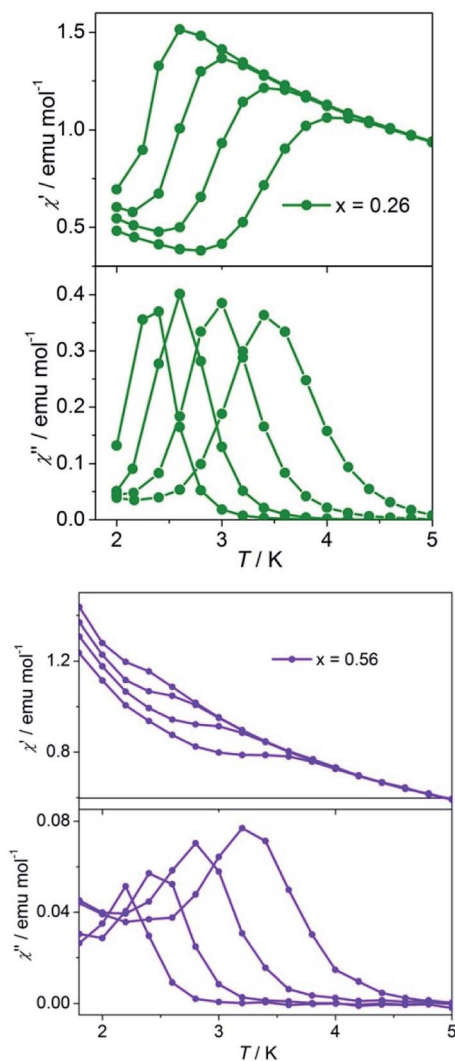 1.5
1.0
0.5
χ' / emu mol⁻¹
x = 0.26
0.4
0.3
0.2
0.1
0.0
χ'' / emu mol⁻¹
2 3 4 5
T / K
1.2
0.8
χ' / emu mol⁻¹
x = 0.56
0.08
0.04
0.00
χ'' / emu mol⁻¹
2 3 4 5
T / K